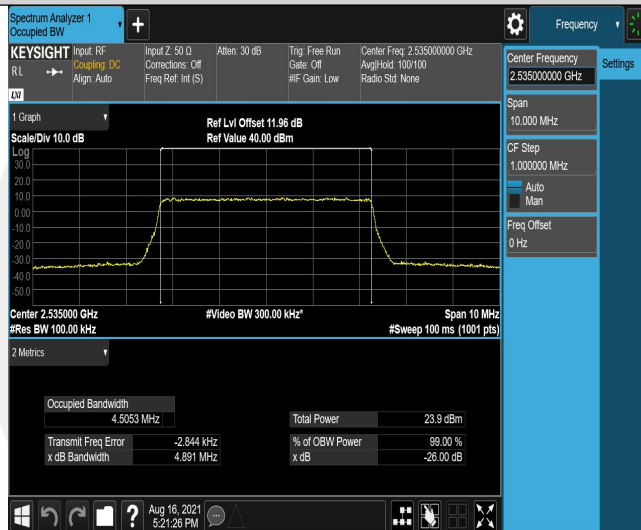 Spectrum Analyzer 1
Occupied BW
Frequency
KEYSIGHT
RL
LXI
Input: RF
Coupling: DC
Align: Auto
Input Z: 50 Ω
Corrections: Off
Freq Ref: Int (S)
Atten: 30 dB
Trig: Free Run
Gate: Off
#IF Gain: Low
Center Freq: 2.535000000 GHz
Avg|Hold: 100/100
Radio Std: None
Center Frequency
2.535000000 GHz
Settings
Span
10.000 MHz
CF Step
1.000000 MHz
Auto
Man
Freq Offset
0 Hz
1 Graph
Scale/Div 10.0 dB
Ref Lvl Offset 11.96 dB
Ref Value 40.00 dBm
Log
30.0
20.0
10.0
0.00
-10.0
-20.0
-30.0
-40.0
-50.0
Center 2.535000 GHz
#Res BW 100.00 kHz
#Video BW 300.00 kHz*
Span 10 MHz
#Sweep 100 ms (1001 pts)
2 Metrics
Occupied Bandwidth
4.5053 MHz
Total Power 23.9 dBm
Transmit Freq Error -2.844 kHz
% of OBW Power 99.00 %
x dB Bandwidth 4.891 MHz
x dB -26.00 dB
?
Aug 16, 2021
5:21:26 PM